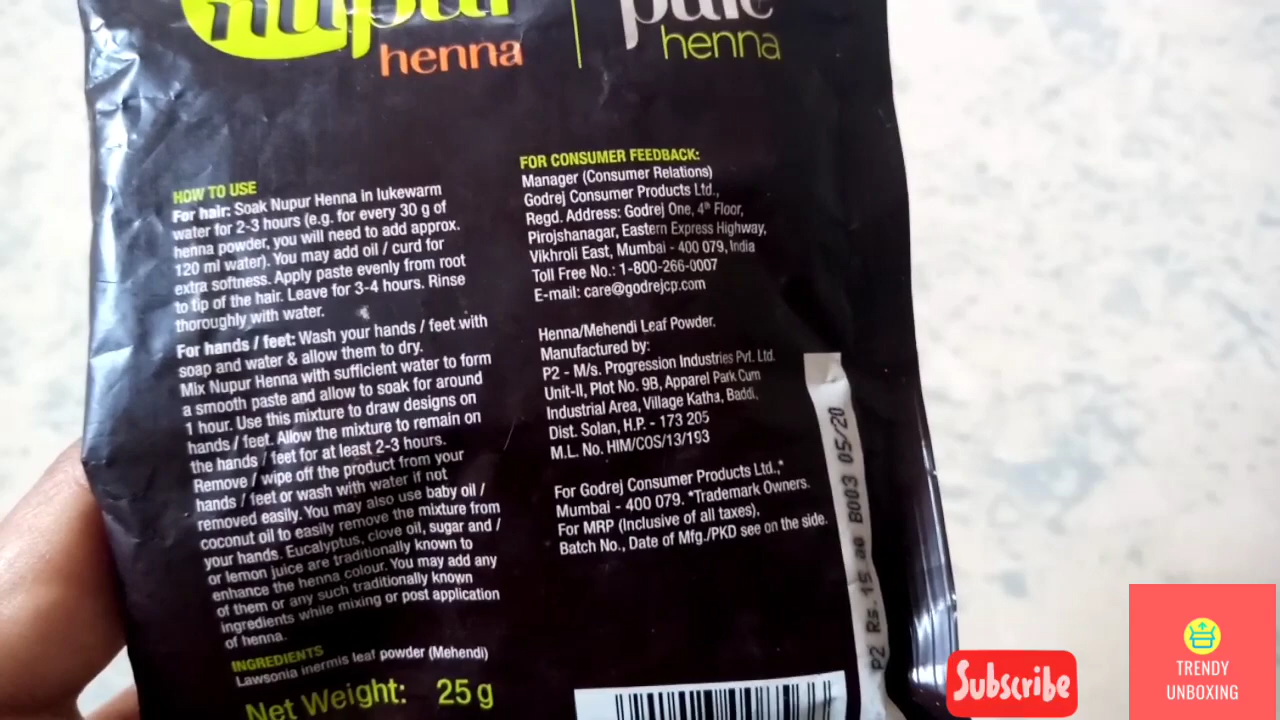 nupur
henna
pure
henna
HOW TO USE
For hair: Soak Nupur Henna in lukewarm
water for 2-3 hours (e.g. for every 30 g of
henna powder, you will need to add approx.
120 ml water). You may add oil / curd for
extra softness. Apply paste evenly from root
to tip of the hair. Leave for 3-4 hours. Rinse
thoroughly with water.
For hands / feet: Wash your hands / feet with
soap and water & allow them to dry.
Mix Nupur Henna with sufficient water to form
a smooth paste and allow to soak for around
1 hour. Use this mixture to draw designs on
hands / feet. Allow the mixture to remain on
the hands / feet for at least 2-3 hours.
Remove / wipe off the product from your
hands / feet or wash with water if not
removed easily. You may also use baby oil /
coconut oil to easily remove the mixture from
your hands. Eucalyptus, clove oil, sugar and /
or lemon juice are traditionally known to
enhance the henna colour. You may add any
of them or any such traditionally known
ingredients while mixing or post application
of henna.
INGREDIENTS
Lawsonia inermis leaf powder (Mehendi)
Net Weight: 25 g
FOR CONSUMER FEEDBACK:
Manager (Consumer Relations)
Godrej Consumer Products Ltd.,
Regd. Address: Godrej One, 4th Floor,
Pirojshanagar, Eastern Express Highway,
Vikhroli East, Mumbai - 400 079, India
Toll Free No.: 1-800-266-0007
E-mail: care@godrejcp.com
Henna/Mehendi Leaf Powder.
Manufactured by:
P2 - M/s. Progression Industries Pvt. Ltd.
Unit-II, Plot No. 9B, Apparel Park Cum
Industrial Area, Village Katha, Baddi,
Dist. Solan, H.P. - 173 205
M.L. No. HIM/COS/13/193
For Godrej Consumer Products Ltd.,*
Mumbai - 400 079. *Trademark Owners.
For MRP (Inclusive of all taxes),
Batch No., Date of Mfg./PKD see on the side.
P2 Rs. 15 00 B003 05/20
Subscribe
TRENDY
UNBOXING